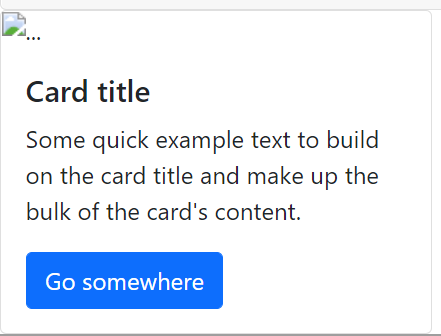 ...
Card title
Some quick example text to build
on the card title and make up the
bulk of the card's content.
Go somewhere